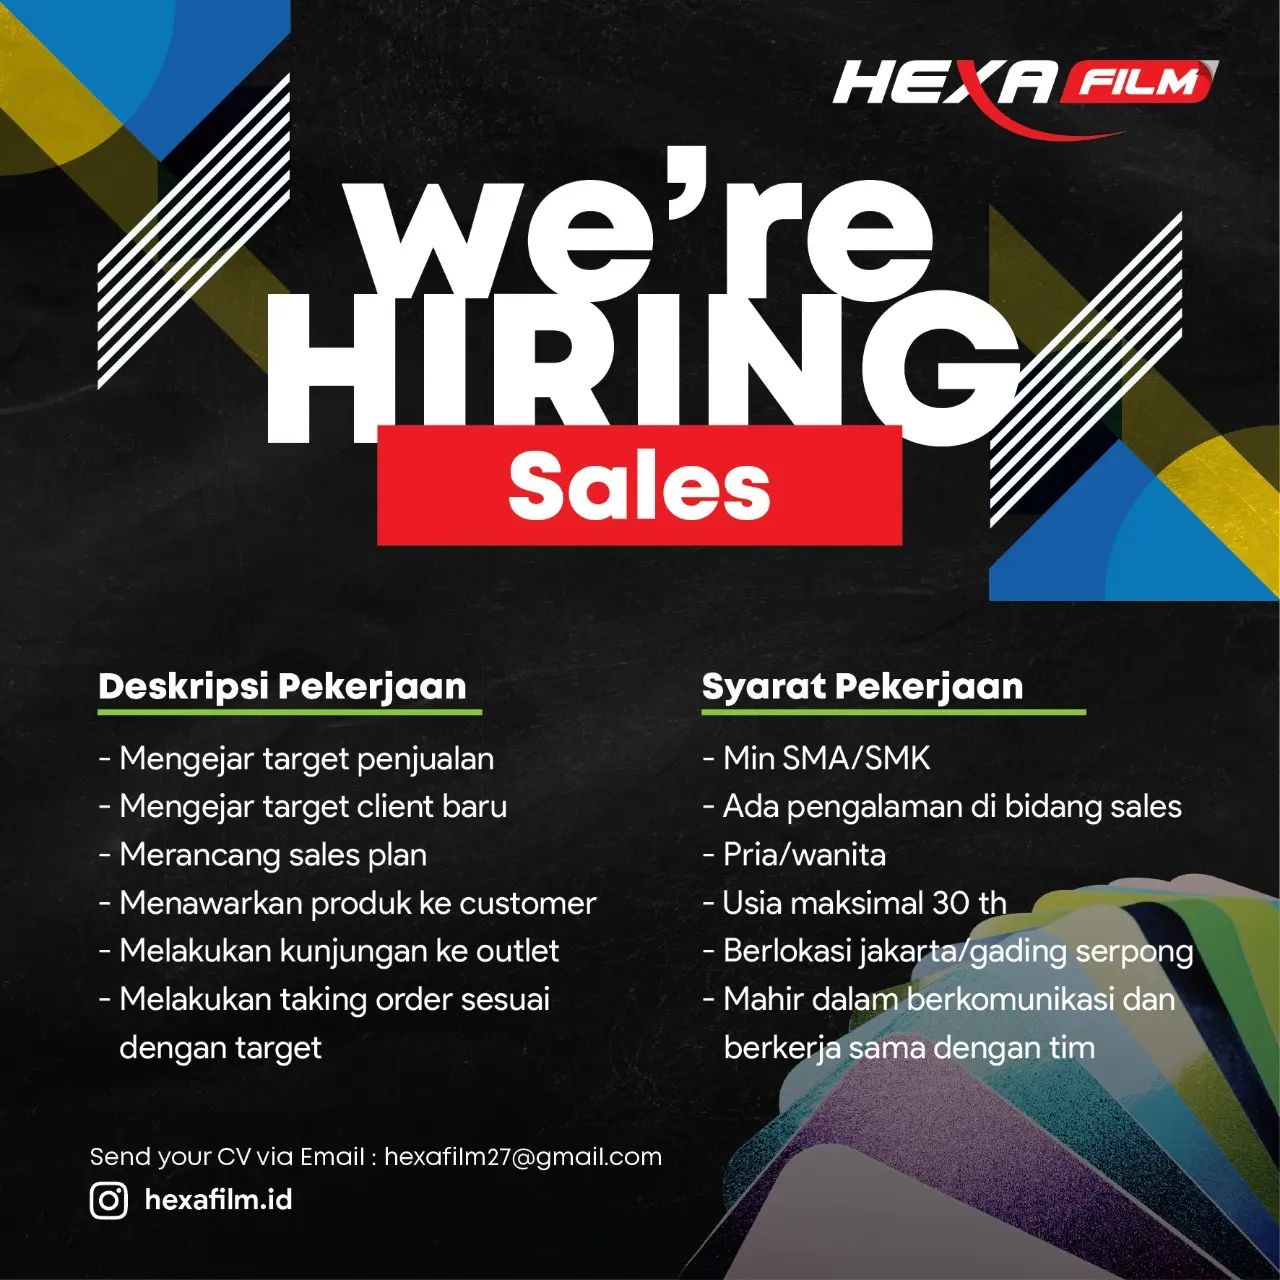 HEXA FILM
we're
HIRING
Sales
Deskripsi Pekerjaan
- Mengejar target penjualan
- Mengejar target client baru
- Merancang sales plan
- Menawarkan produk ke customer
- Melakukan kunjungan ke outlet
- Melakukan taking order sesuai
dengan target
Syarat Pekerjaan
- Min SMA/SMK
- Ada pengalaman di bidang sales
- Pria/wanita
- Usia maksimal 30 th
- Berlokasi jakarta/gading serpong
- Mahir dalam berkomunikasi dan
berkerja sama dengan tim
Send your CV via Email : hexafilm27@gmail.com
hexafilm.id